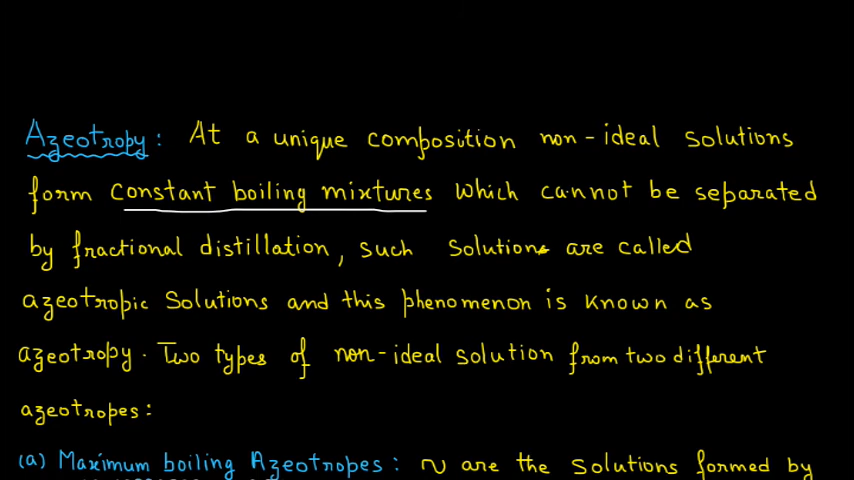 Azeotropy: At a unique composition non-ideal solutions
form constant boiling mixtures which cannot be separated
by fractional distillation, such solutions are called
azeotropic Solutions and this phenomenon is known as
azeotropy. Two types of non-ideal solution from two different
azeotropes:
(a) Maximum boiling Azeotropes: ~ are the solutions formed by